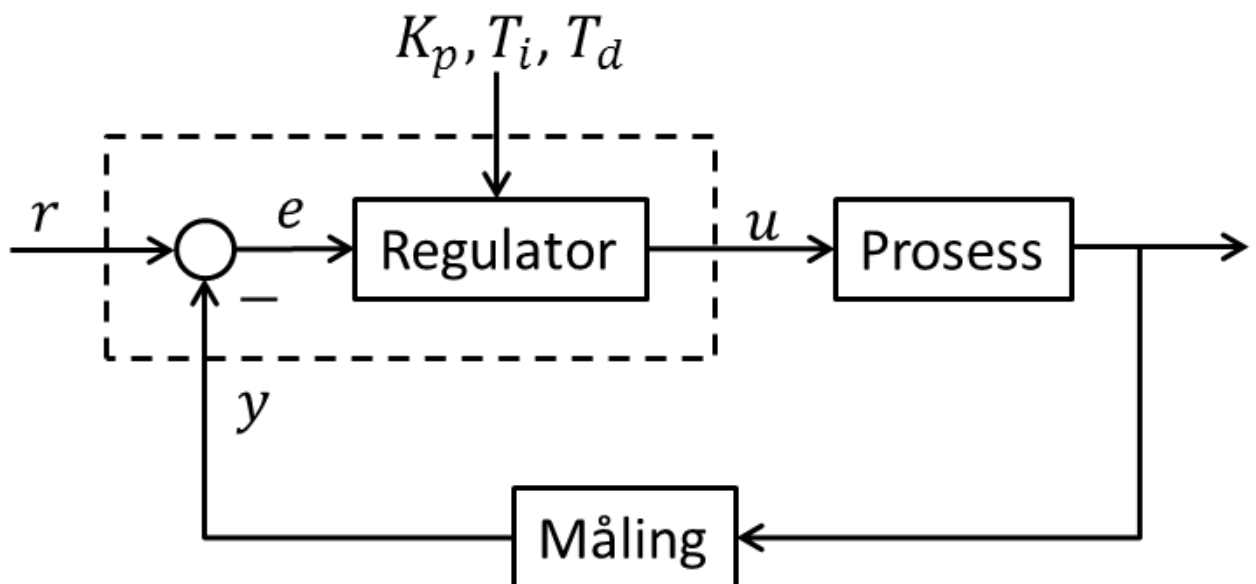 K_p, T_i, T_d
r
e
Regulator
u
Prosess
−
y
Måling